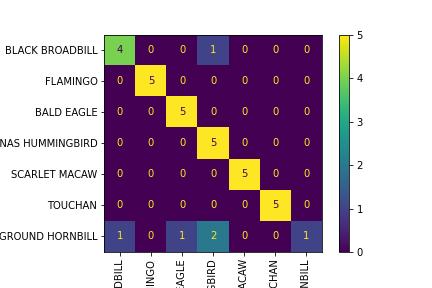 BLACK BROADBILL 4 0 0 1 0 0 0
FLAMINGO 0 5 0 0 0 0 0
BALD EAGLE 0 0 5 0 0 0 0
NAS HUMMINGBIRD 0 0 0 5 0 0 0
SCARLET MACAW 0 0 0 0 5 0 0
TOUCHAN 0 0 0 0 0 5 0
GROUND HORNBILL 1 0 1 2 0 0 1
DBILL
INGO
EAGLE
GBIRD
ACAW
CHAN
NBILL
5
4
3
2
1
0